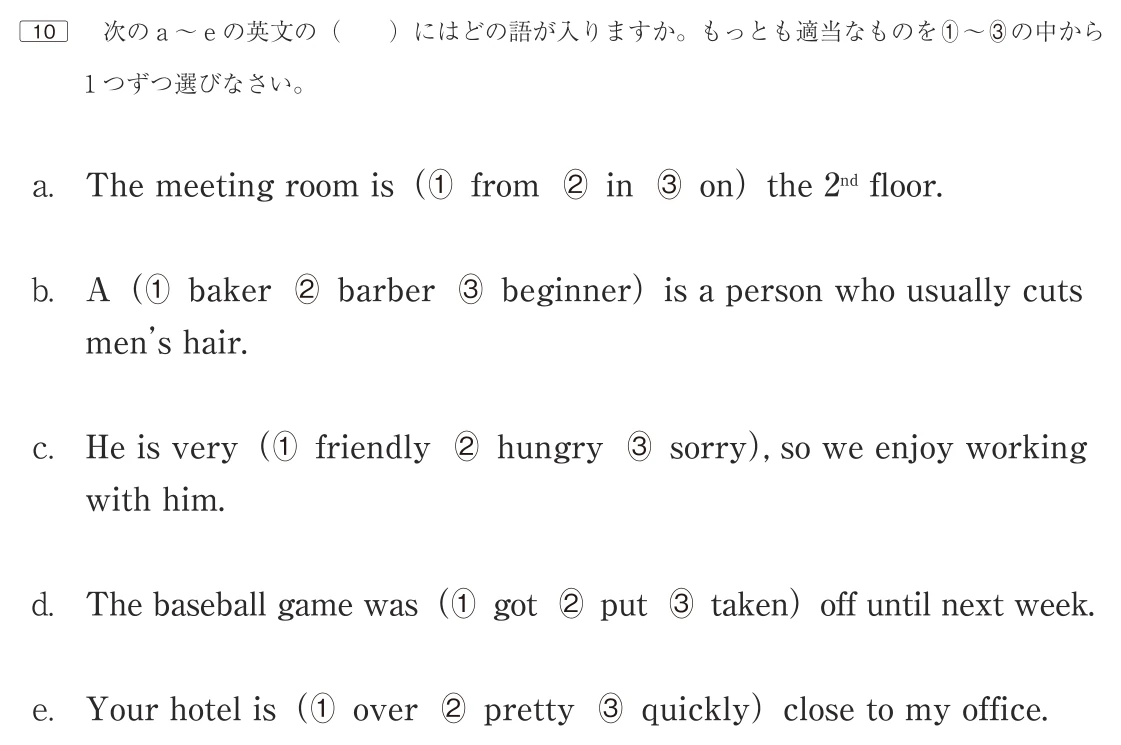 10 次のa～eの英文の（　　）にはどの語が入りますか。もっとも適当なものを①～③の中から
1つずつ選びなさい。
a. The meeting room is（① from ② in ③ on）the 2nd floor.
b. A（① baker ② barber ③ beginner）is a person who usually cuts
men's hair.
c. He is very（① friendly ② hungry ③ sorry）, so we enjoy working
with him.
d. The baseball game was（① got ② put ③ taken）off until next week.
e. Your hotel is（① over ② pretty ③ quickly）close to my office.